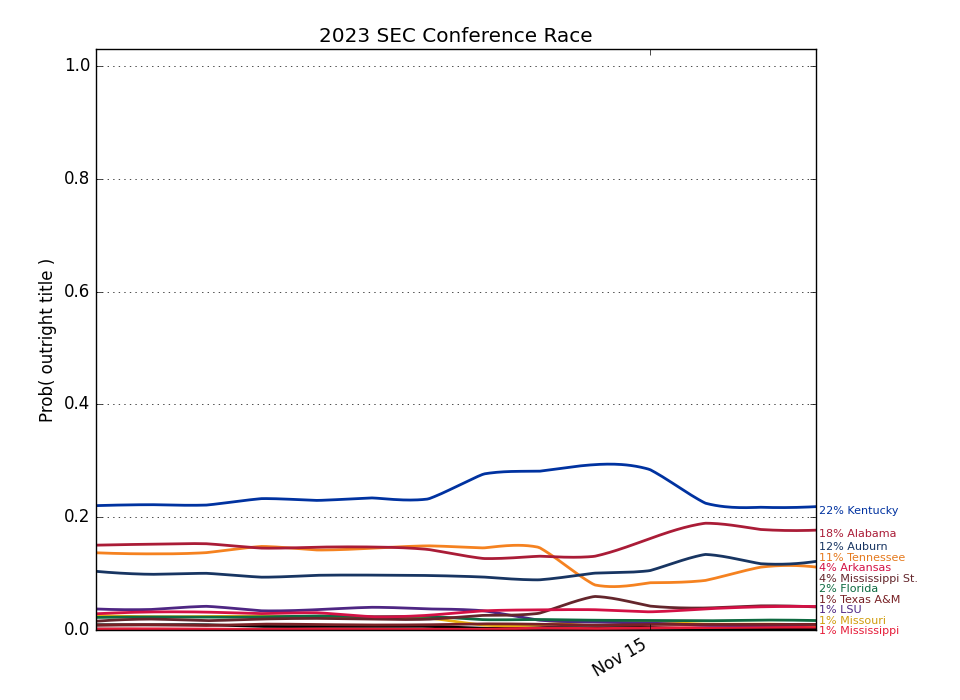 2023 SEC Conference Race
Prob( outright title )
1.0
0.8
0.6
0.4
0.2
0.0
Nov 15
22% Kentucky
18% Alabama
12% Auburn
11% Tennessee
4% Arkansas
4% Mississippi St.
2% Florida
1% Texas A&M
1% LSU
1% Missouri
1% Mississippi